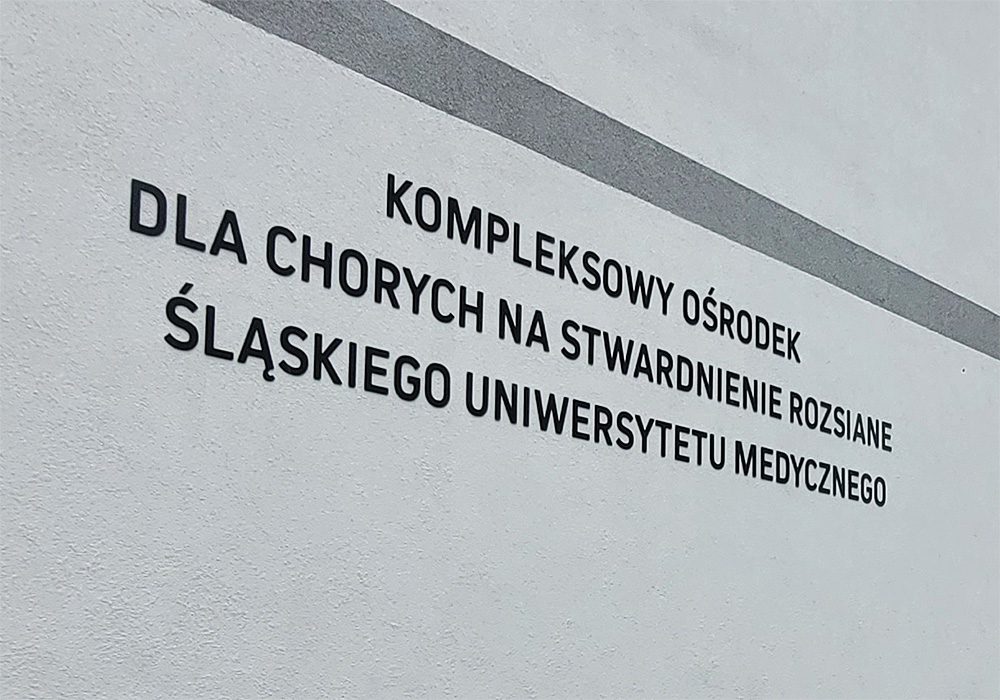 KOMPLEKSOWY OŚRODEK
DLA CHORYCH NA STWARDNIENIE ROZSIANE
ŚLĄSKIEGO UNIWERSYTETU MEDYCZNEGO